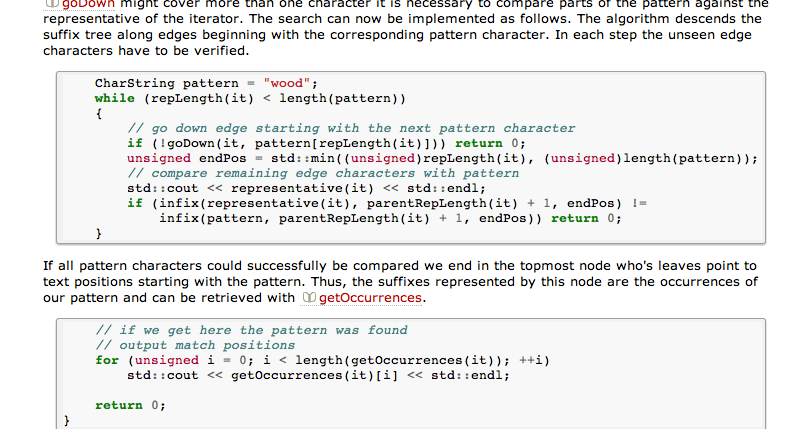 goDown might cover more than one character it is necessary to compare parts of the pattern against the
representative of the iterator. The search can now be implemented as follows. The algorithm descends the
suffix tree along edges beginning with the corresponding pattern character. In each step the unseen edge
characters have to be verified.
CharString pattern = "wood";
while (repLength(it) < length(pattern))
{
// go down edge starting with the next pattern character
if (!goDown(it, pattern[repLength(it)])) return 0;
unsigned endPos = std::min((unsigned)repLength(it), (unsigned)length(pattern));
// compare remaining edge characters with pattern
std::cout << representative(it) << std::endl;
if (infix(representative(it), parentRepLength(it) + 1, endPos) !=
infix(pattern, parentRepLength(it) + 1, endPos)) return 0;
}
If all pattern characters could successfully be compared we end in the topmost node who's leaves point to
text positions starting with the pattern. Thus, the suffixes represented by this node are the occurrences of
our pattern and can be retrieved with getOccurrences.
// if we get here the pattern was found
// output match positions
for (unsigned i = 0; i < length(getOccurrences(it)); ++i)
std::cout << getOccurrences(it)[i] << std::endl;
return 0;
}